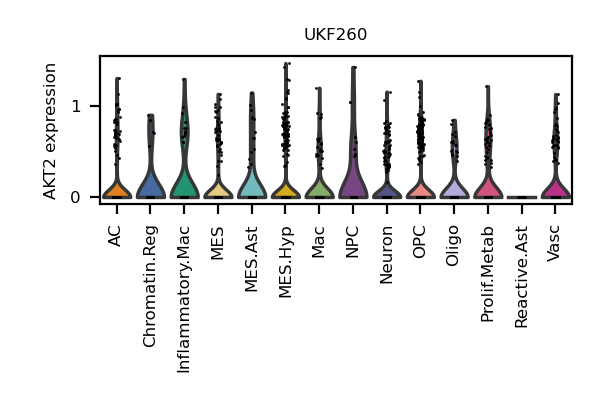 UKF260
AKT2 expression
1
0
AC
Chromatin.Reg
Inflammatory.Mac
MES
MES.Ast
MES.Hyp
Mac
NPC
Neuron
OPC
Oligo
Prolif.Metab
Reactive.Ast
Vasc